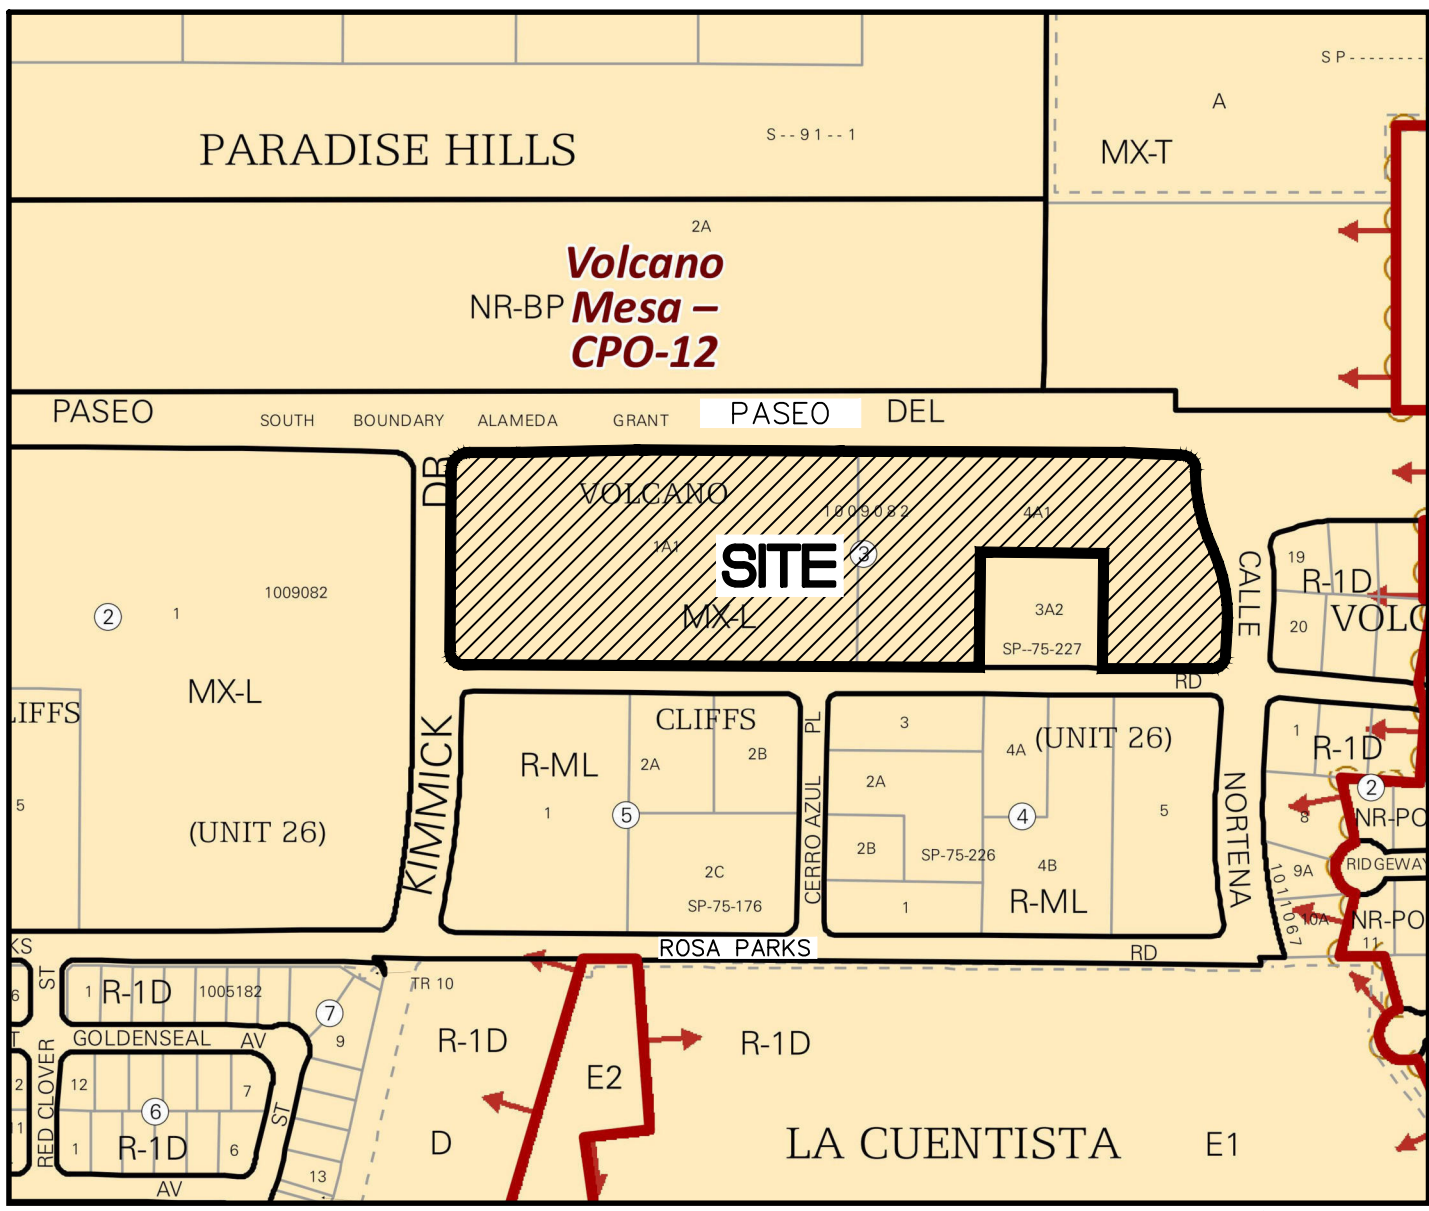 SP--------
A
S--91--1
PARADISE HILLS
MX-T
2A
Volcano
NR-BP Mesa –
CPO-12
PASEO
SOUTH BOUNDARY ALAMEDA GRANT
PASEO
DEL
DR
VOLCANO
1009082
4A1
1A1
SITE
3
MX-L
3A2
SP--75-227
CALLE
19
R-1D
20
2
1
1009082
MX-L
(UNIT 26)
5
RD
KIMMICK
R-ML
1
CLIFFS
2A
2B
5
2C
SP-75-176
PL
CERRO AZUL
3
2A
2B
1
4A
(UNIT 26)
4
SP-75-226
4B
R-ML
5
NORTENA
1
R-1D
2
8
NR-PO
9A
RIDGEWAY
1011067
10A
NR-PO
11
ROSA PARKS
RD
ST
1
R-1D
1005182
7
9
GOLDENSEAL AV
RED CLOVER
12
7
6
1
R-1D
6
ST
13
AV
TR 10
R-1D
E2
R-1D
D
LA CUENTISTA
E1